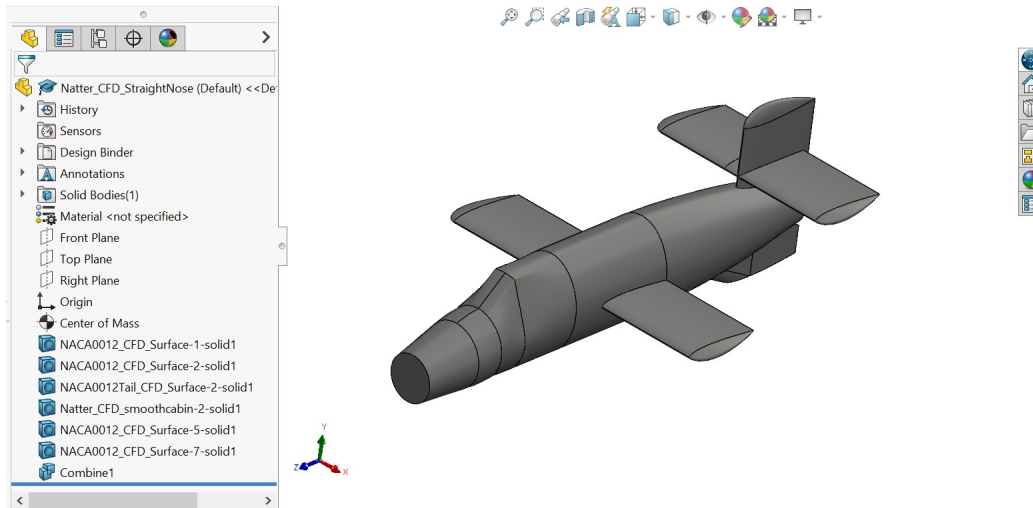 Natter_CFD_StraightNose (Default) <<De
History
Sensors
Design Binder
Annotations
Solid Bodies(1)
Material <not specified>
Front Plane
Top Plane
Right Plane
Origin
Center of Mass
NACA0012_CFD_Surface-1-solid1
NACA0012_CFD_Surface-2-solid1
NACA0012Tail_CFD_Surface-2-solid1
Natter_CFD_smoothcabin-2-solid1
NACA0012_CFD_Surface-5-solid1
NACA0012_CFD_Surface-7-solid1
Combine1
Y
Z
X